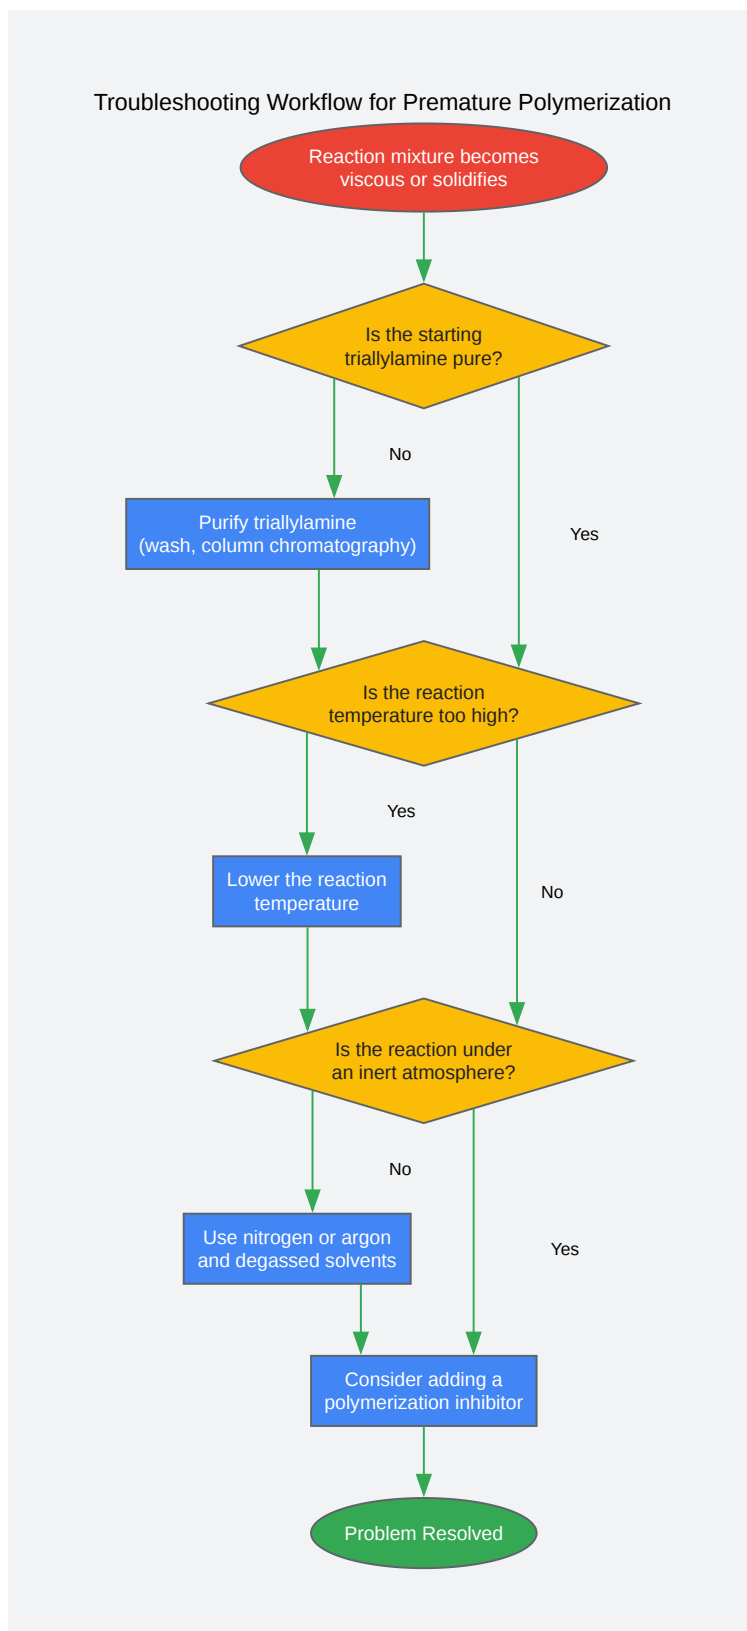 Troubleshooting Workflow for Premature Polymerization
Reaction mixture becomes
viscous or solidifies
Is the starting
triallylamine pure?
No
Purify triallylamine
(wash, column chromatography)
Yes
Is the reaction
temperature too high?
Yes
Lower the reaction
temperature
No
Is the reaction under
an inert atmosphere?
No
Use nitrogen or argon
and degassed solvents
Yes
Consider adding a
polymerization inhibitor
Problem Resolved